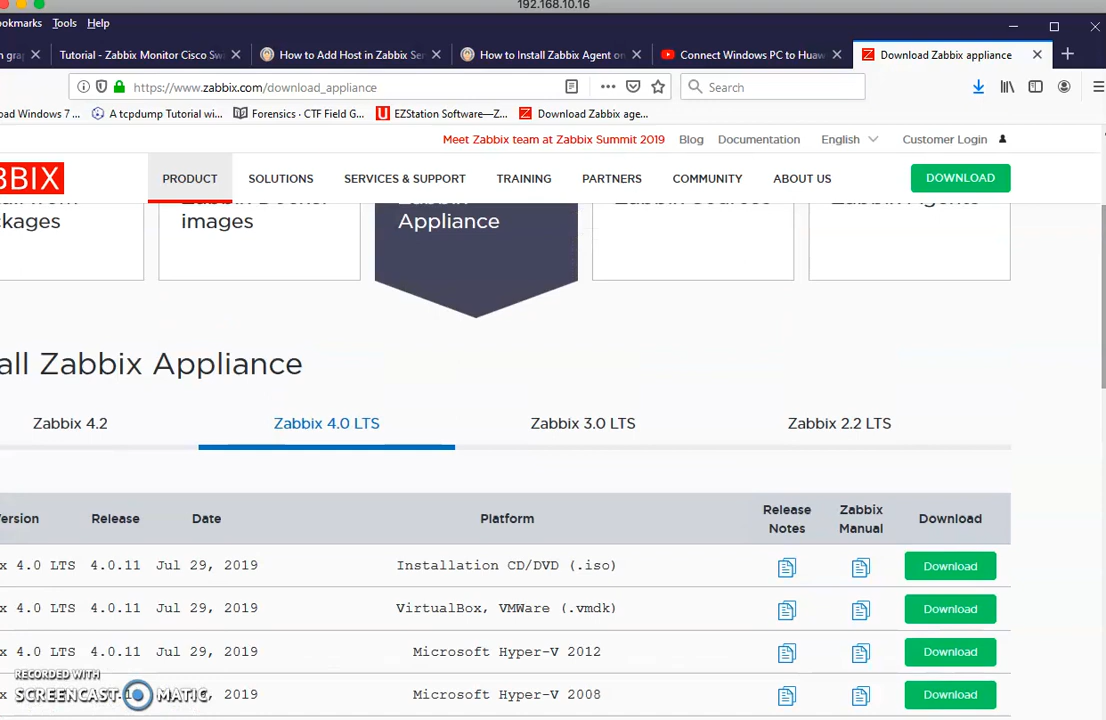 192.168.10.16
ookmarks Tools Help
Tutorial - Zabbix Monitor Cisco Sw
How to Add Host in Zabbix Se
How to Install Zabbix Agent on
Connect Windows PC to Huaw
Download Zabbix appliance
https://www.zabbix.com/download_appliance
Search
ad Windows 7 ...
A tcpdump Tutorial wi...
Forensics · CTF Field G...
EZStation Software—Z...
Download Zabbix age...
Meet Zabbix team at Zabbix Summit 2019 Blog Documentation English Customer Login
BBIX PRODUCT SOLUTIONS SERVICES & SUPPORT TRAINING PARTNERS COMMUNITY ABOUT US DOWNLOAD
ckages
images
Appliance
all Zabbix Appliance
Zabbix 4.2 Zabbix 4.0 LTS Zabbix 3.0 LTS Zabbix 2.2 LTS
ersion Release Date Platform Release Notes Zabbix Manual Download
x 4.0 LTS 4.0.11 Jul 29, 2019 Installation CD/DVD (.iso) Download
x 4.0 LTS 4.0.11 Jul 29, 2019 VirtualBox, VMWare (.vmdk) Download
x 4.0 LTS 4.0.11 Jul 29, 2019 Microsoft Hyper-V 2012 Download
, 2019 Microsoft Hyper-V 2008 Download
RECORDED WITH
SCREENCAST MATIC